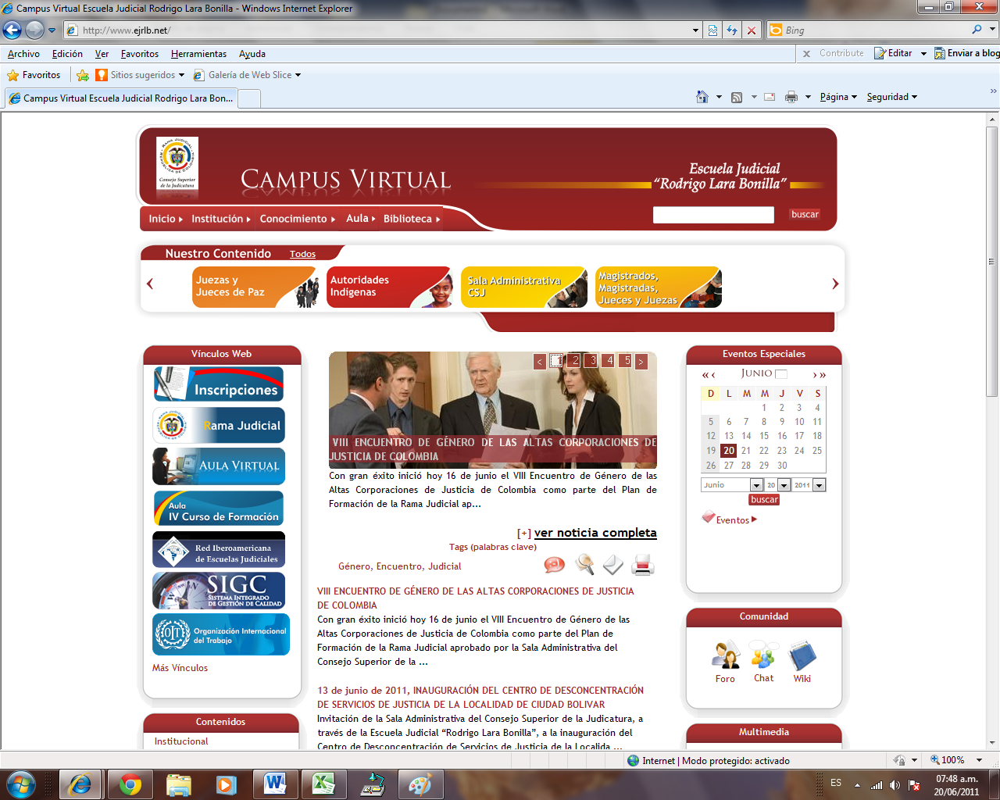 Campus Virtual Escuela Judicial Rodrigo Lara Bonilla - Windows Internet Explorer
http://www.ejrlb.net/
Bing
Archivo Edición Ver Favoritos Herramientas Ayuda
Contribute Editar Enviar a blog
Favoritos Sitios sugeridos Galería de Web Slice
Campus Virtual Escuela Judicial Rodrigo Lara Bon...
Página Seguridad
RAMA JUDICIAL
REPUBLICA DE COLOMBIA
Consejo Superior
de la Judicatura
CAMPUS VIRTUAL
Escuela Judicial
“Rodrigo Lara Bonilla”
Inicio Institución Conocimiento Aula Biblioteca
buscar
Nuestro Contenido Todos
Juezas y
Jueces de Paz
Autoridades
Indígenas
Sala Administrativa
CSJ
Magistrados,
Magistradas,
Jueces y Juezas
Vínculos Web
Inscripciones
Rama Judicial
AULA VIRTUAL
Aula
IV Curso de Formación
Red Iberoamericana
de Escuelas Judiciales
SIGC
SISTEMA INTEGRADO
DE GESTIÓN DE CALIDAD
OIT
Organización Internacional
del Trabajo
Más Vínculos
Contenidos
Institucional
< 1 2 3 4 5 >
VIII ENCUENTRO DE GÉNERO DE LAS ALTAS CORPORACIONES DE
JUSTICIA DE COLOMBIA
Con gran éxito inició hoy 16 de junio el VIII Encuentro de Género de las
Altas Corporaciones de Justicia de Colombia como parte del Plan de
Formación de la Rama Judicial ap...
[+] ver noticia completa
Tags (palabras clave)
Género, Encuentro, Judicial
VIII ENCUENTRO DE GÉNERO DE LAS ALTAS CORPORACIONES DE JUSTICIA
DE COLOMBIA
Con gran éxito inició hoy 16 de junio el VIII Encuentro de Género de las
Altas Corporaciones de Justicia de Colombia como parte del Plan de
Formación de la Rama Judicial aprobado por la Sala Administrativa del
Consejo Superior de la ...
13 de junio de 2011, INAUGURACIÓN DEL CENTRO DE DESCONCENTRACIÓN
DE SERVICIOS DE JUSTICIA DE LA LOCALIDAD DE CIUDAD BOLIVAR
Invitación de la Sala Administrativa del Consejo Superior de la Judicatura, a
través de la Escuela Judicial “Rodrigo Lara Bonilla”, a la inauguración del
Centro de Desconcentración de Servicios de Justicia de la Localida ...
Eventos Especiales
« ‹ JUNIO › »
D L M M J V S
1 2 3 4
5 6 7 8 9 10 11
12 13 14 15 16 17 18
19 20 21 22 23 24 25
26 27 28 29 30
Junio 20 2011
buscar
Eventos
Comunidad
Foro Chat Wiki
Multimedia
Internet | Modo protegido: activado
100%
ES
07:48 a.m.
20/06/2011